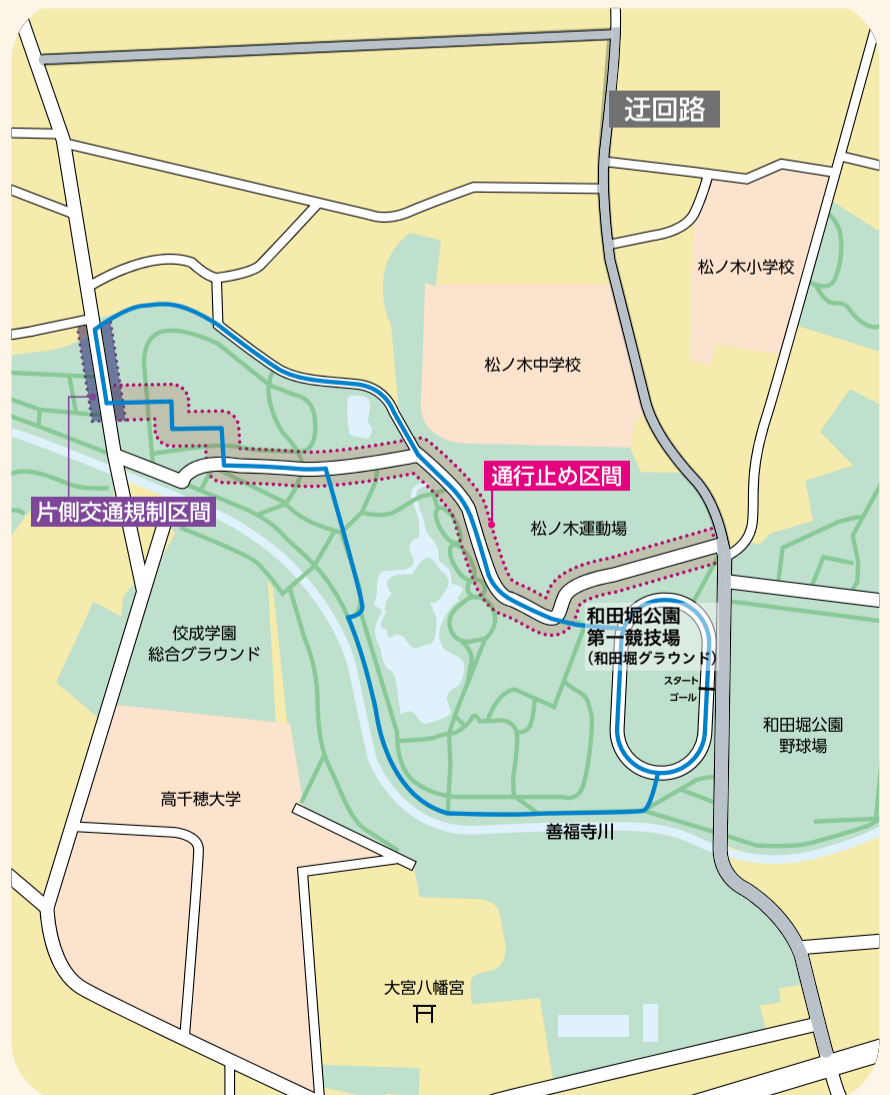 迂回路
松ノ木小学校
松ノ木中学校
通行止め区間
片側交通規制区間
松ノ木運動場
和田堀公園
第一競技場
（和田堀グラウンド）
佼成学園
総合グラウンド
スタート
ゴール
和田堀公園
野球場
高千穂大学
善福寺川
大宮八幡宮